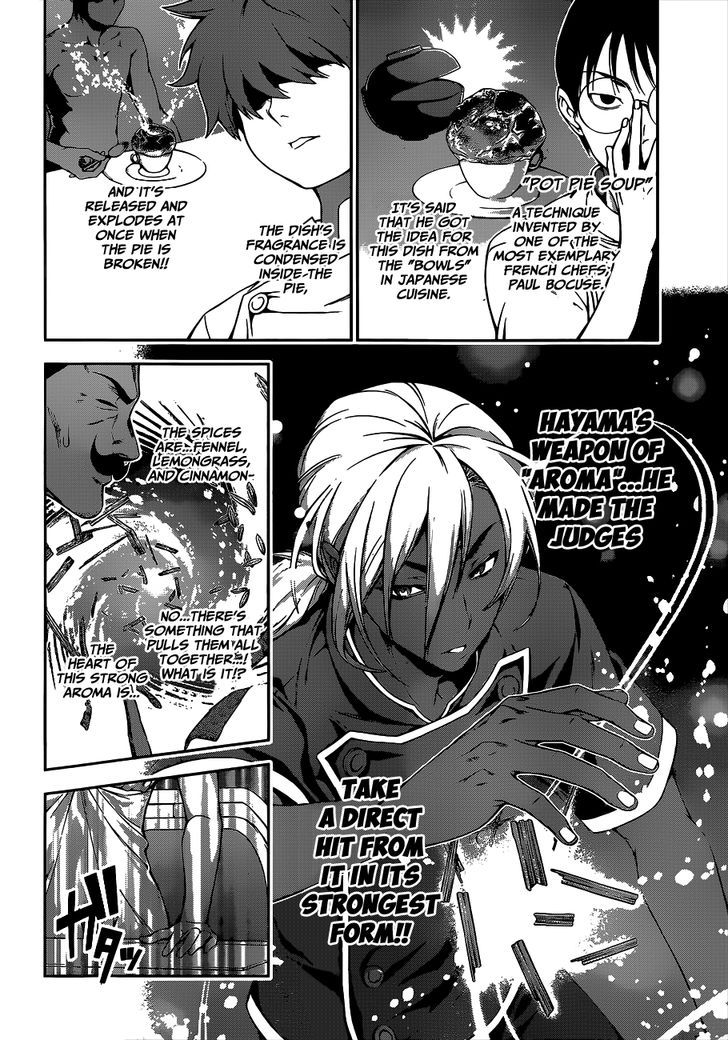 "POT PIE SOUP"
A TECHNIQUE
INVENTED BY
ONE OF THE
MOST EXEMPLARY
FRENCH CHEFS,
PAUL BOCUSE.
IT'S SAID
THAT HE GOT
THE IDEA FOR
THIS DISH FROM
THE "BOWLS"
IN JAPANESE
CUISINE.
THE DISH'S
FRAGRANCE IS
CONDENSED
INSIDE THE
PIE,
AND IT'S
RELEASED AND
EXPLODES AT
ONCE WHEN
THE PIE IS
BROKEN!!
HAYAMA'S
WEAPON OF
"AROMA"...HE
MADE THE
JUDGES
TAKE
A DIRECT
HIT FROM
IT IN ITS
STRONGEST
FORM!!
THE SPICES
ARE...FENNEL,
LEMONGRASS,
AND CINNAMON-
NO...THERE'S
SOMETHING THAT
PULLS THEM ALL
TOGETHER...!
WHAT IS IT!?
THE
HEART OF
THIS STRONG
AROMA IS...
ガタッ